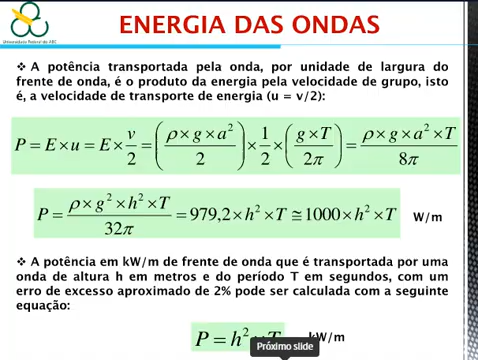 ENERGIA DAS ONDAS
Universidade Federal do ABC
❖ A potência transportada pela onda, por unidade de largura do
frente de onda, é o produto da energia pela velocidade de grupo, isto
é, a velocidade de transporte de energia (u = v/2):
P = E × u = E × v/2 = (ρ × g × a² / 2) × 1/2 × (g × T / 2π) = ρ × g × a² × T / 8π
P = ρ × g² × h² × T / 32π = 979,2 × h² × T ≅ 1000 × h² × T W/m
❖ A potência em kW/m de frente de onda que é transportada por uma
onda de altura h em metros e do período T em segundos, com um
erro de excesso aproximado de 2% pode ser calculada com a seguinte
equação:
P = h² × T kW/m
Próximo slide